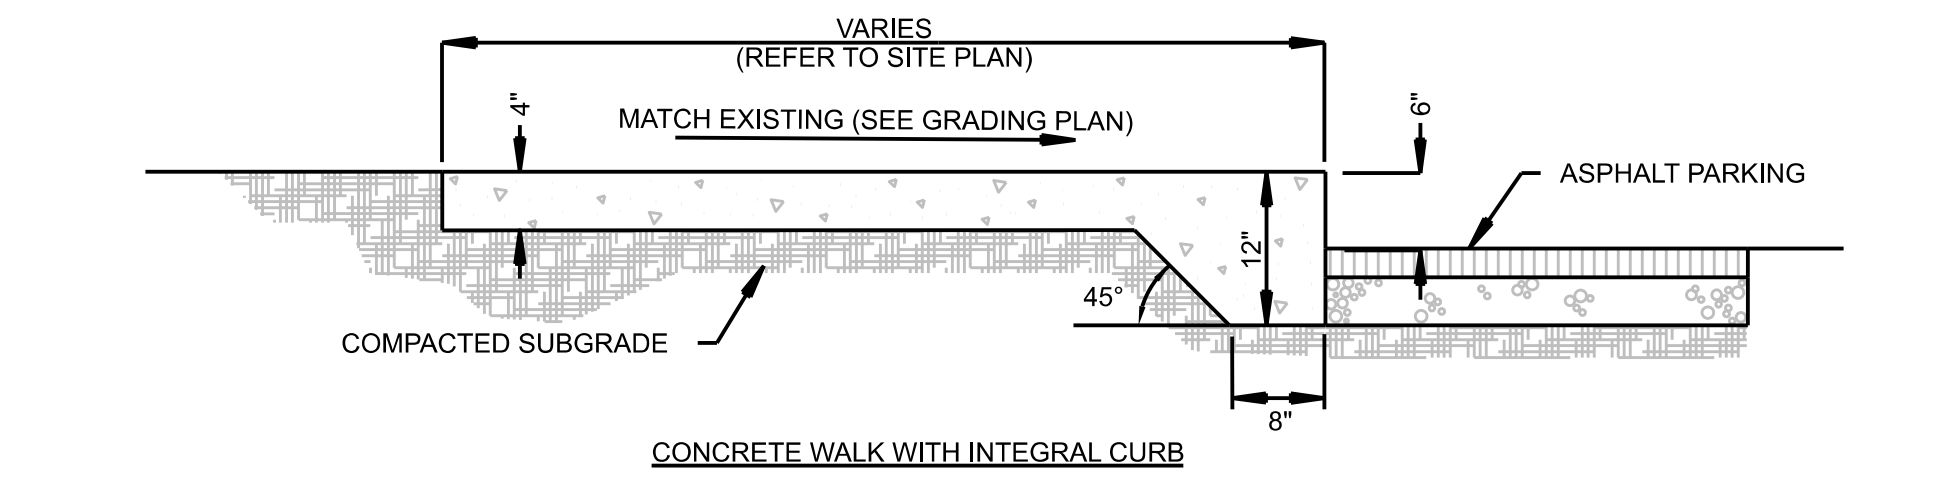 VARIES
(REFER TO SITE PLAN)
4"
MATCH EXISTING (SEE GRADING PLAN)
6"
ASPHALT PARKING
12"
45°
COMPACTED SUBGRADE
8"
CONCRETE WALK WITH INTEGRAL CURB